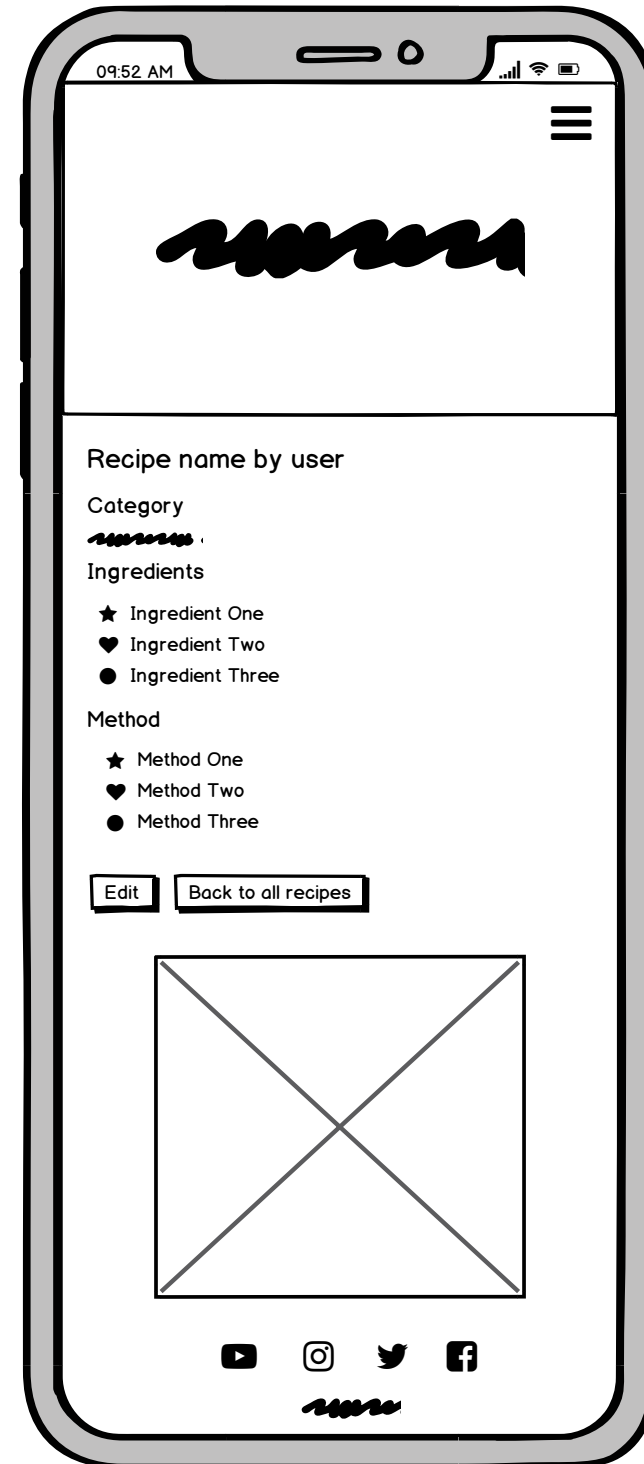 09:52 AM
Recipe name by user
Category
Ingredients
Ingredient One
Ingredient Two
Ingredient Three
Method
Method One
Method Two
Method Three
Edit
Back to all recipes